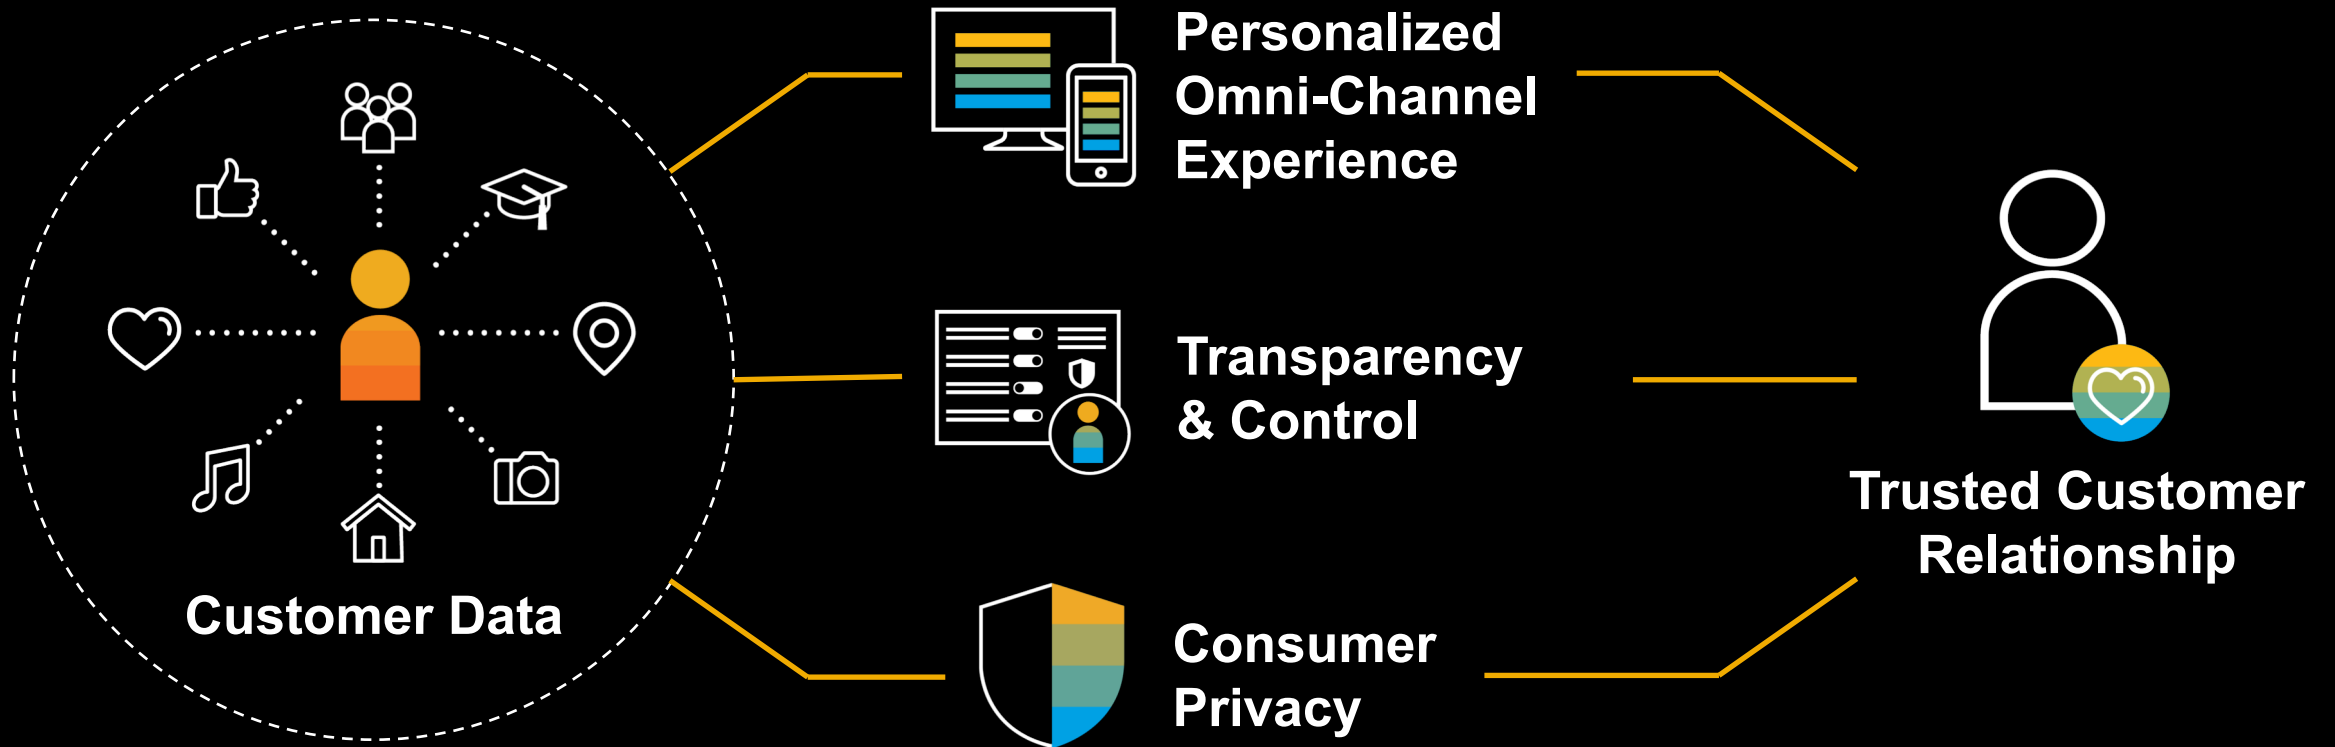 Personalized
Omni-Channel
Experience
Transparency
& Control
Trusted Customer
Relationship
Customer Data
Consumer
Privacy